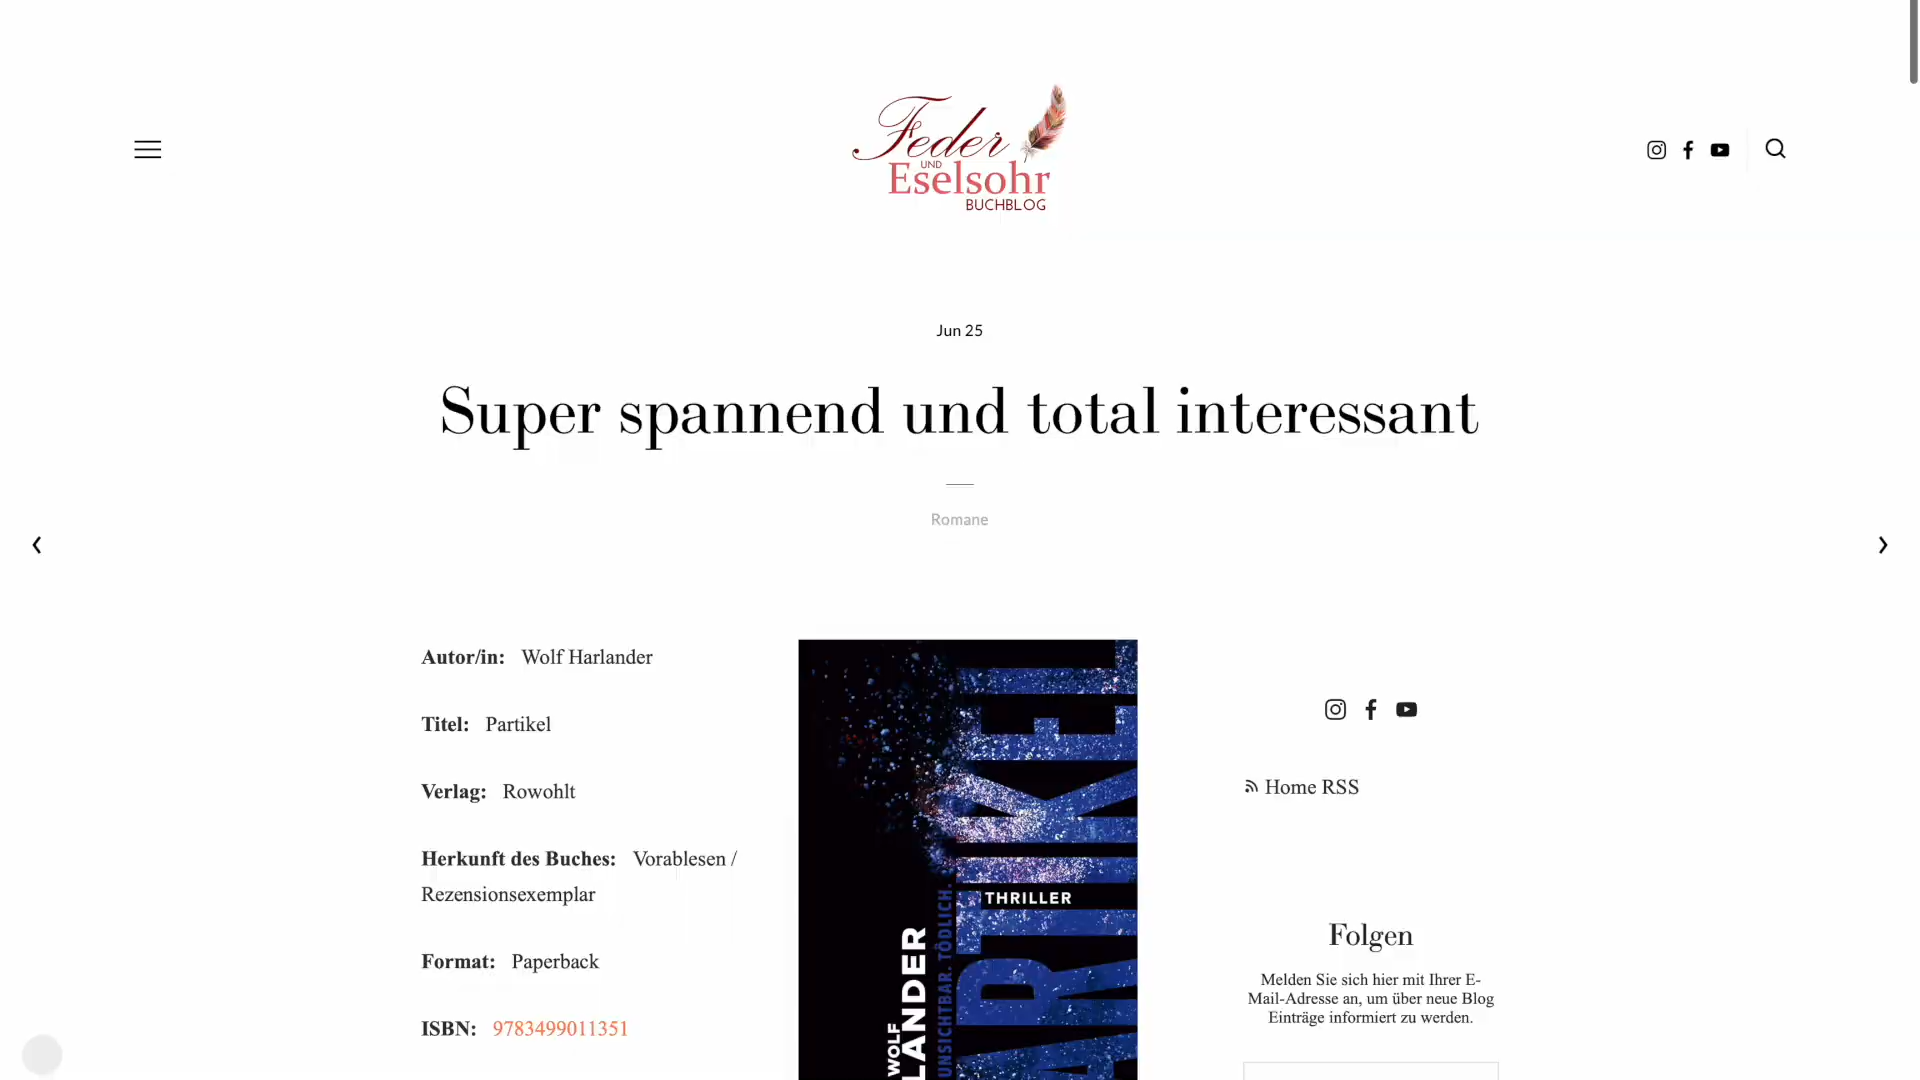 Feder
UND
Eselsohr
BUCHBLOG
Jun 25
Super spannend und total interessant
Romane
Autor/in: Wolf Harlander
Titel: Partikel
Verlag: Rowohlt
Herkunft des Buches: Vorablesen /
Rezensionsexemplar
Format: Paperback
ISBN: 9783499011351
WOLF
LANDER
UNSICHTBAR. TÖDLICH.
ARTIKEL
THRILLER
Home RSS
Folgen
Melden Sie sich hier mit Ihrer E-
Mail-Adresse an, um über neue Blog
Einträge informiert zu werden.